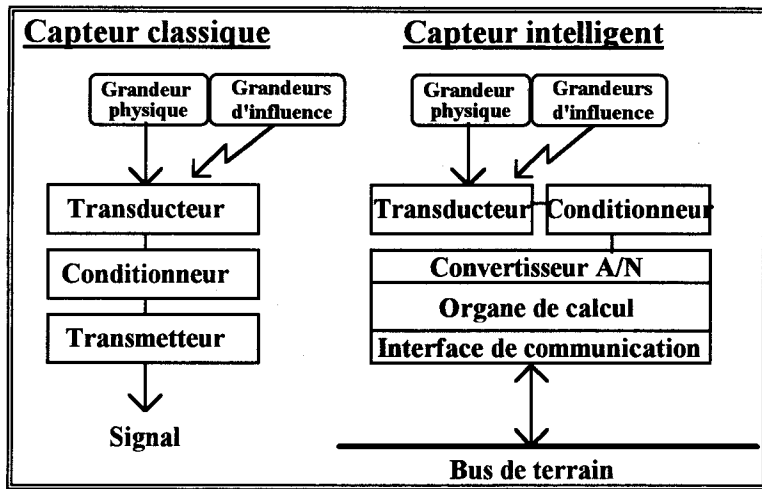 Capteur classique
Grandeur
physique
Grandeurs
d'influence
Transducteur
Conditionneur
Transmetteur
Signal
Capteur intelligent
Grandeur
physique
Grandeurs
d'influence
Transducteur
Conditionneur
Convertisseur A/N
Organe de calcul
Interface de communication
Bus de terrain